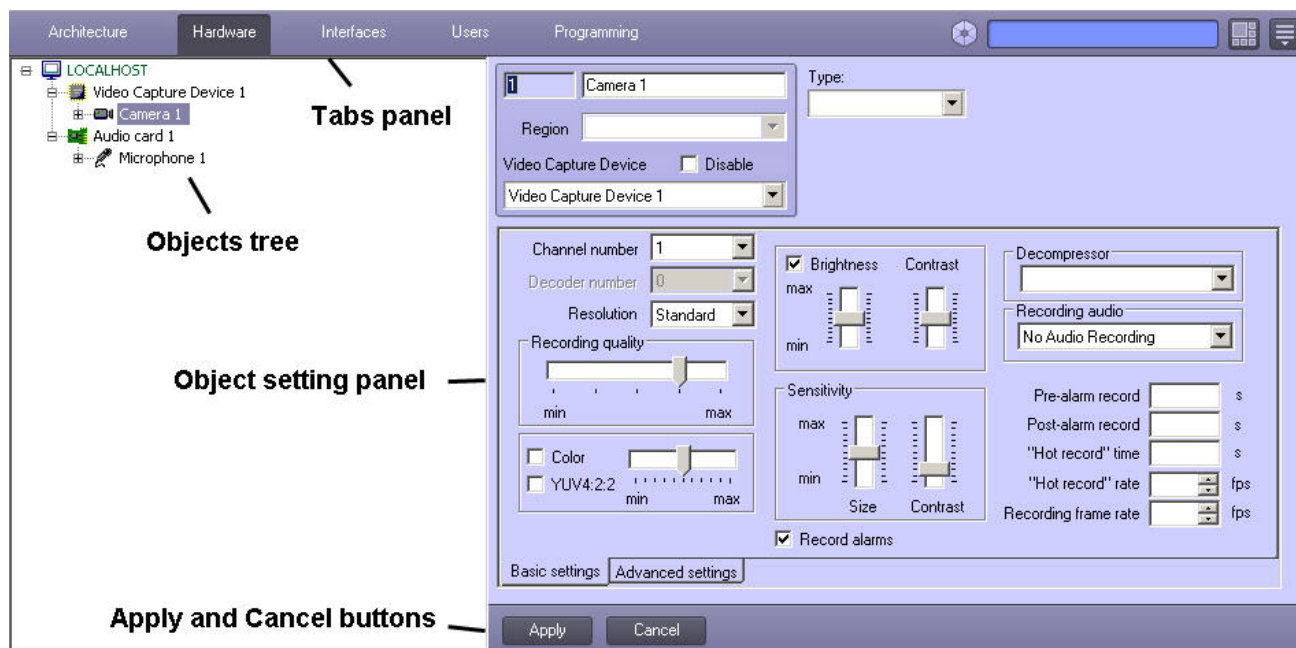 Architecture Hardware Interfaces Users Programming
LOCALHOST
Video Capture Device 1
Camera 1
Audio card 1
Microphone 1
Tabs panel
Objects tree
Object setting panel
Apply and Cancel buttons
1 Camera 1
Region
Video Capture Device Disable
Video Capture Device 1
Type:
Channel number 1
Decoder number 0
Resolution Standard
Recording quality
min max
Color
YUV4:2:2
min max
Brightness Contrast
max
min
Sensitivity
max
min
Size Contrast
Record alarms
Decompressor
Recording audio
No Audio Recording
Pre-alarm record s
Post-alarm record s
"Hot record" time s
"Hot record" rate fps
Recording frame rate fps
Basic settings Advanced settings
Apply Cancel